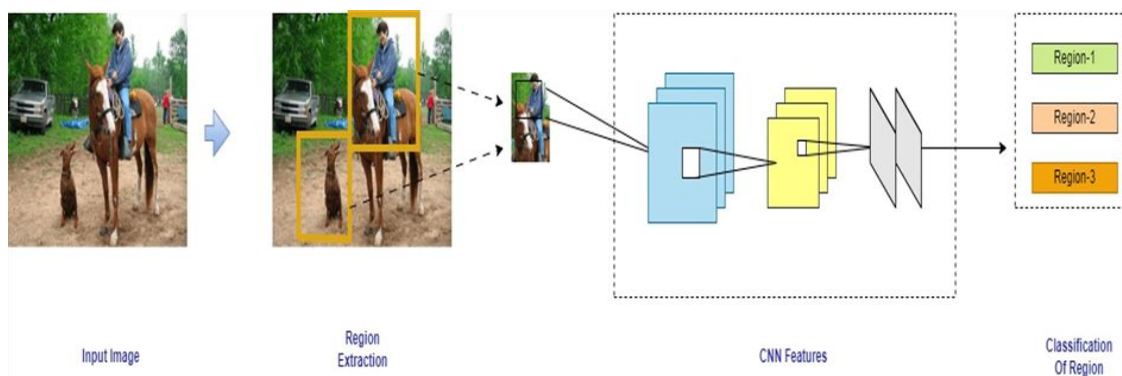 Region-1
Region-2
Region-3
Input Image
Region
Extraction
CNN Features
Classification
Of Region